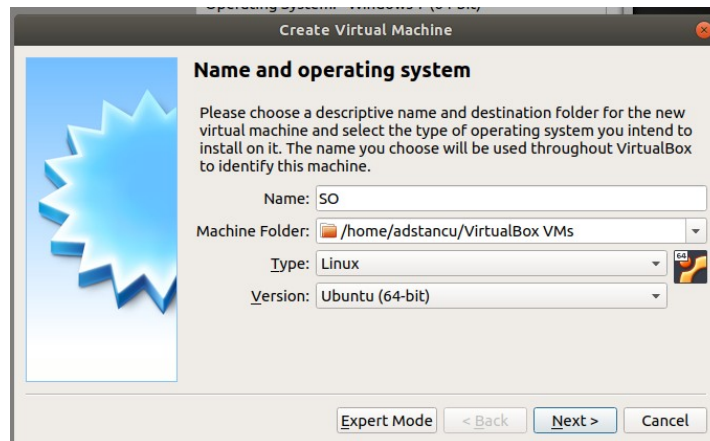 Create Virtual Machine
Name and operating system
Please choose a descriptive name and destination folder for the new
virtual machine and select the type of operating system you intend to
install on it. The name you choose will be used throughout VirtualBox
to identify this machine.
Name: SO
Machine Folder: /home/adstancu/VirtualBox VMs
Type: Linux
64
Version: Ubuntu (64-bit)
Expert Mode < Back Next > Cancel